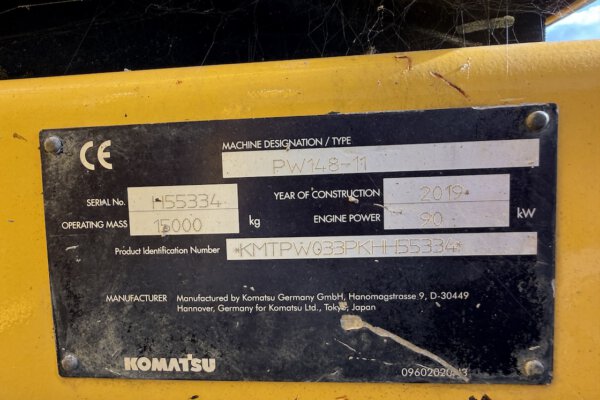 CE
MACHINE DESIGNATION / TYPE
PW148-11
SERIAL No. H55334 YEAR OF CONSTRUCTION 2019
OPERATING MASS 15000 kg ENGINE POWER 90 kW
Product Identification Number *KMTPW033PKHH55334*
MANUFACTURER Manufactured by Komatsu Germany GmbH, Hanomagstrasse 9, D-30449
Hannover, Germany for Komatsu Ltd., Tokyo, Japan
KOMATSU